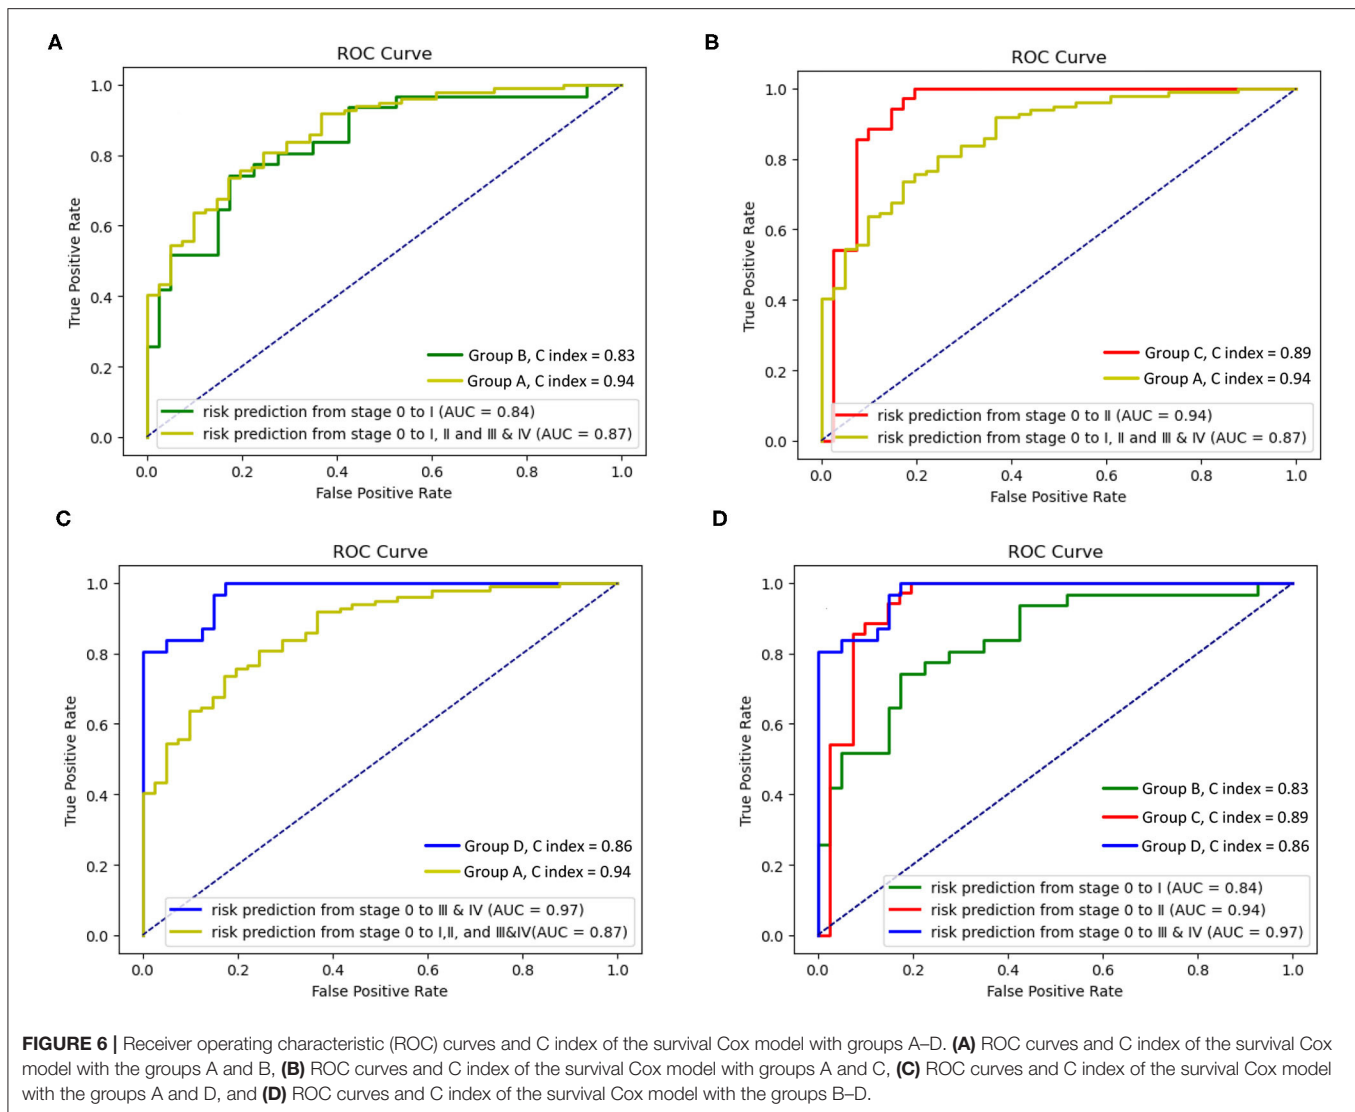 A
ROC Curve
True Positive Rate
1.0
0.8
0.6
0.4
0.2
0.0
Group B, C index = 0.83
Group A, C index = 0.94
risk prediction from stage 0 to I (AUC = 0.84)
risk prediction from stage 0 to I, II and III & IV (AUC = 0.87)
0.0 0.2 0.4 0.6 0.8 1.0
False Positive Rate
B
ROC Curve
True Positive Rate
1.0
0.8
0.6
0.4
0.2
0.0
Group C, C index = 0.89
Group A, C index = 0.94
risk prediction from stage 0 to II (AUC = 0.94)
risk prediction from stage 0 to I, II and III & IV (AUC = 0.87)
0.0 0.2 0.4 0.6 0.8 1.0
False Positive Rate
C
ROC Curve
True Positive Rate
1.0
0.8
0.6
0.4
0.2
0.0
Group D, C index = 0.86
Group A, C index = 0.94
risk prediction from stage 0 to III & IV (AUC = 0.97)
risk prediction from stage 0 to I,II, and III&IV(AUC = 0.87)
0.0 0.2 0.4 0.6 0.8 1.0
False Positive Rate
D
ROC Curve
True Positive Rate
1.0
0.8
0.6
0.4
0.2
0.0
Group B, C index = 0.83
Group C, C index = 0.89
Group D, C index = 0.86
risk prediction from stage 0 to I (AUC = 0.84)
risk prediction from stage 0 to II (AUC = 0.94)
risk prediction from stage 0 to III & IV (AUC = 0.97)
0.0 0.2 0.4 0.6 0.8 1.0
False Positive Rate
FIGURE 6 | Receiver operating characteristic (ROC) curves and C index of the survival Cox model with groups A–D. (A) ROC curves and C index of the survival Cox
model with the groups A and B, (B) ROC curves and C index of the survival Cox model with groups A and C, (C) ROC curves and C index of the survival Cox model
with the groups A and D, and (D) ROC curves and C index of the survival Cox model with the groups B–D.